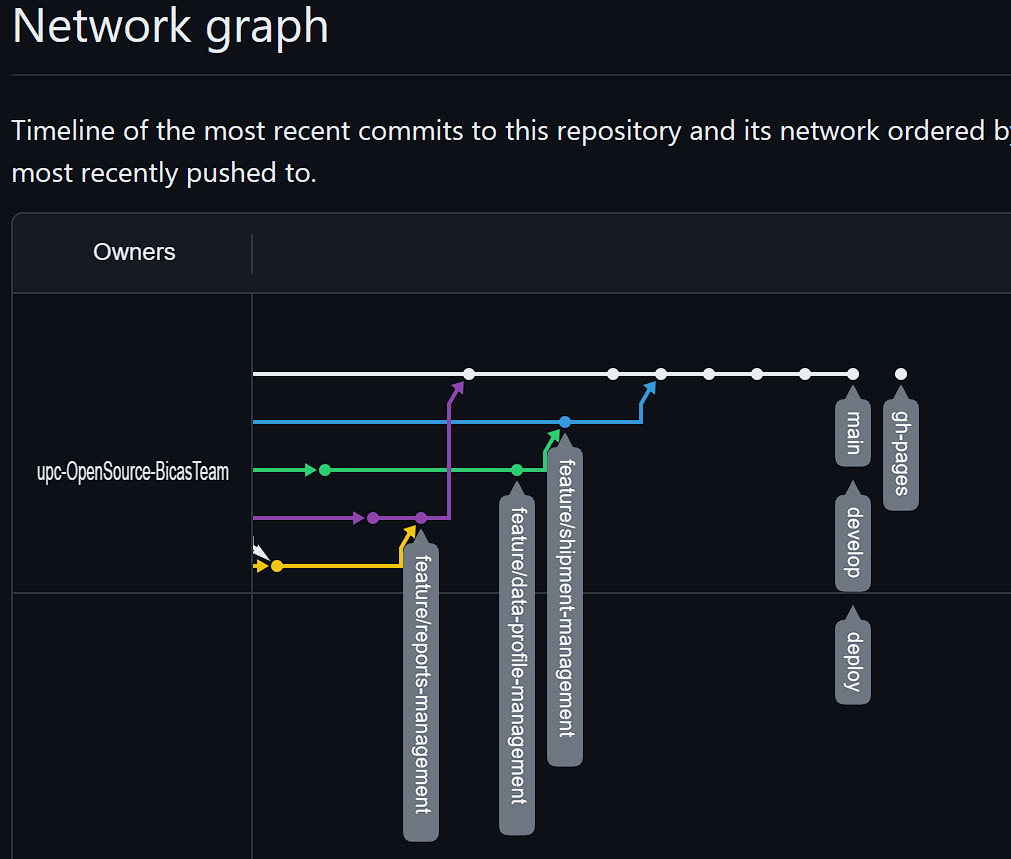 Network graph
Timeline of the most recent commits to this repository and its network ordered by
most recently pushed to.
Owners
upc-OpenSource-BicasTeam
main
gh-pages
develop
deploy
feature/shipment-management
feature/data-profile-management
feature/reports-management